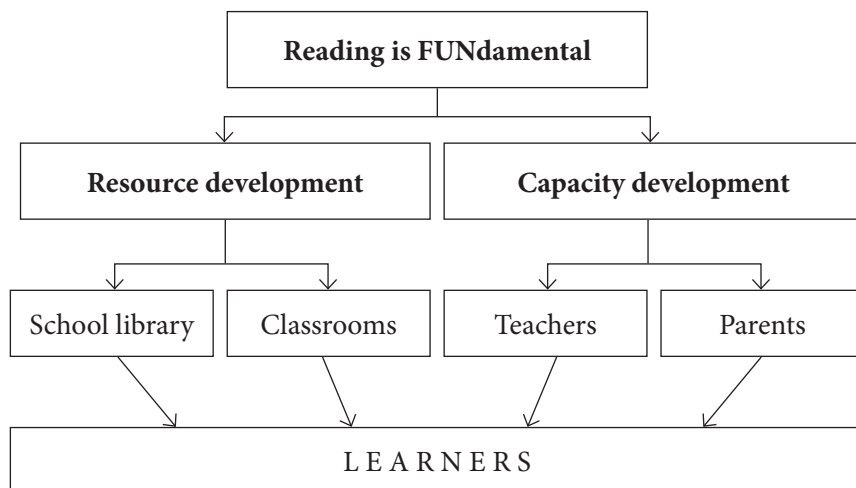 Reading is FUNdamental
Resource development
Capacity development
School library
Classrooms
Teachers
Parents
LEARNERS